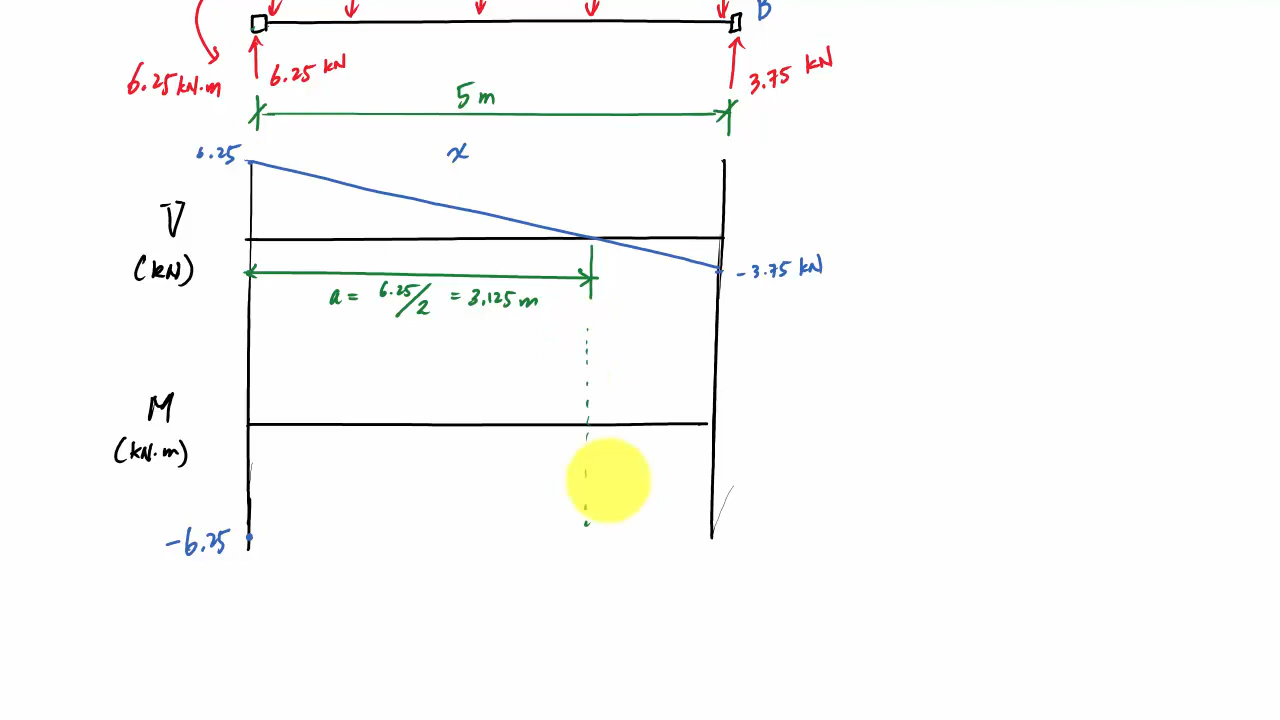 B
6.25 kN·m
6.25 kN
3.75 kN
5 m
6.25
x
V
(kN)
-3.75 kN
a = 6.25/2 = 3.125 m
M
(kN·m)
-6.25